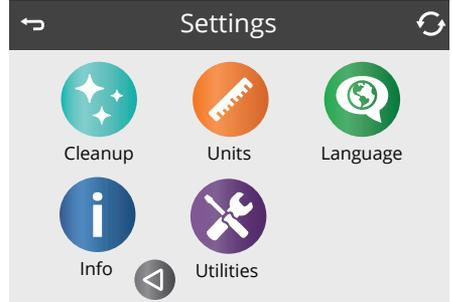 Settings
Cleanup
Units
Language
Info
Utilities